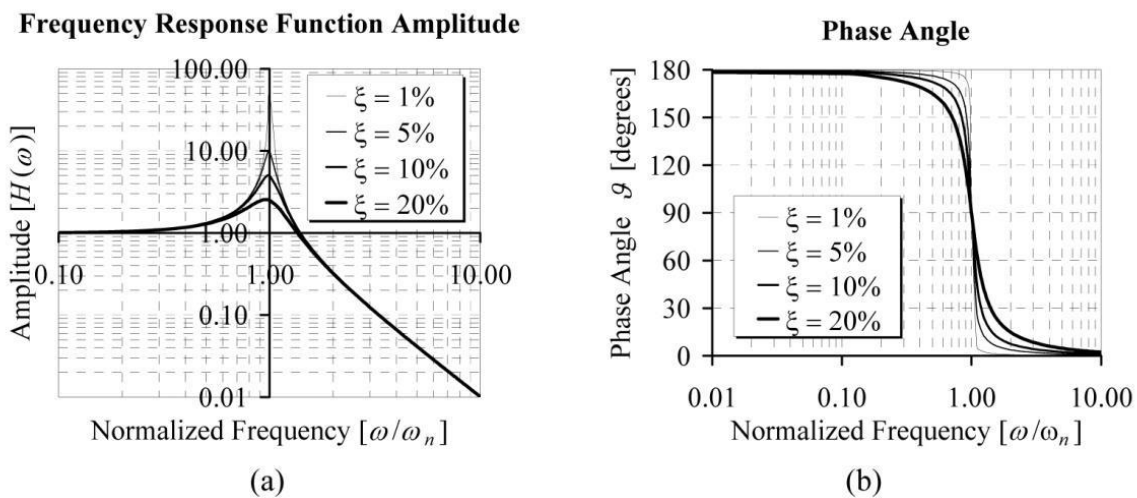 Frequency Response Function Amplitude
100.00
10.00
1.00
0.10
0.01
0.10
1.00
10.00
Amplitude [H(ω)]
ξ = 1%
ξ = 5%
ξ = 10%
ξ = 20%
Normalized Frequency [ω/ω_n]
(a)
Phase Angle
180
150
120
90
60
30
0
0.01
0.10
1.00
10.00
Phase Angle ϑ [degrees]
ξ = 1%
ξ = 5%
ξ = 10%
ξ = 20%
Normalized Frequency [ω/ω_n]
(b)